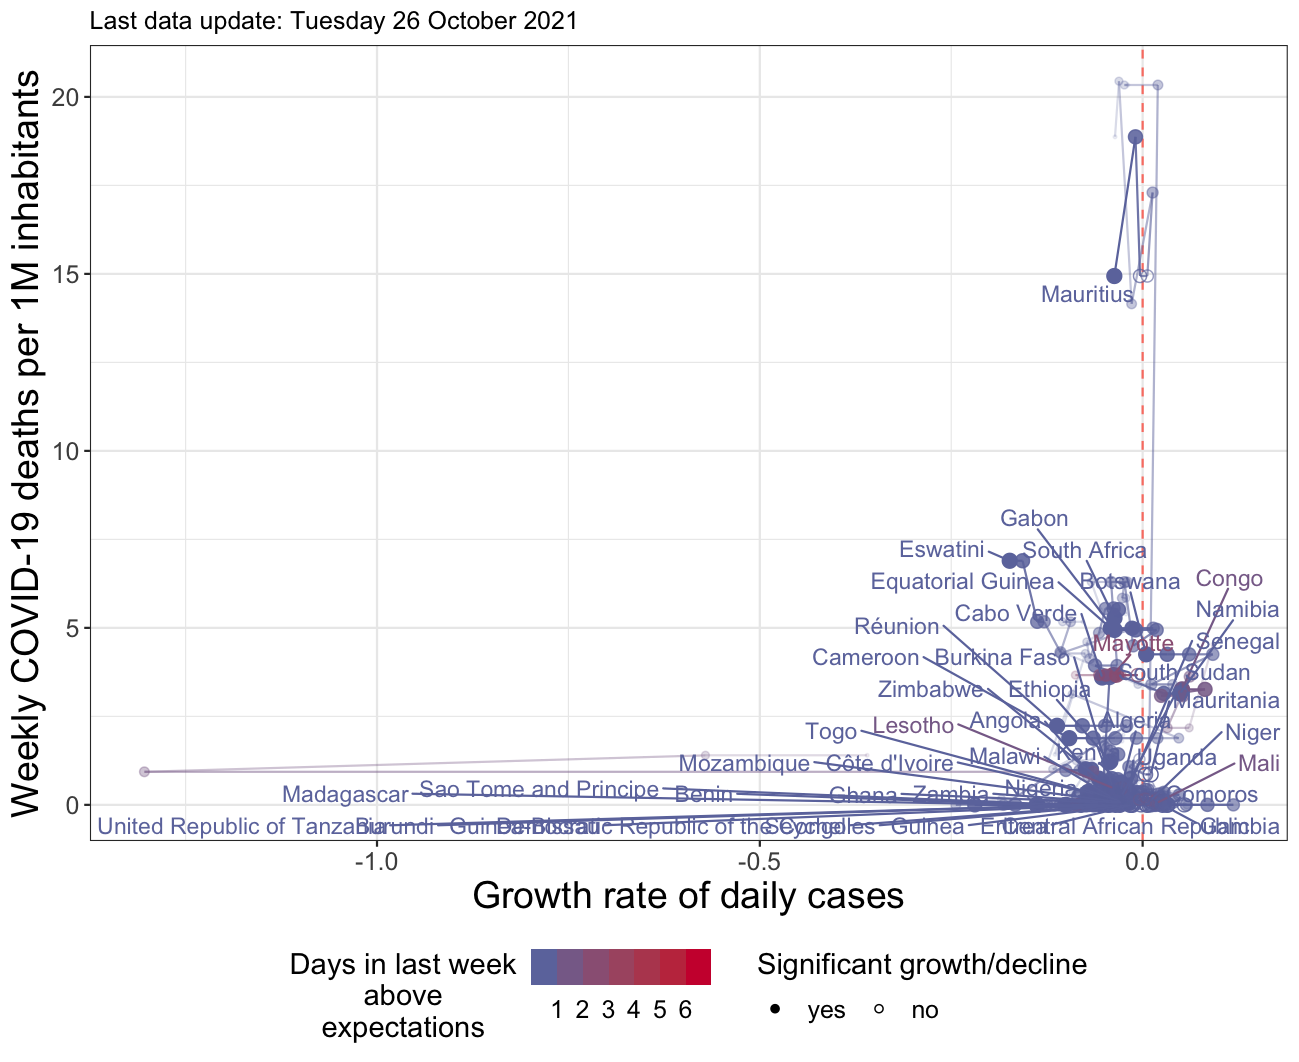 Last data update: Tuesday 26 October 2021
Weekly COVID-19 deaths per 1M inhabitants
20
15
10
5
0
Mauritius
Gabon
Eswatini
South Africa
Equatorial Guinea
Botswana
Congo
Cabo Verde
Namibia
Réunion
Mayotte
Senegal
Cameroon
Burkina Faso
South Sudan
Zimbabwe
Ethiopia
Mauritania
Togo
Lesotho
Angola
Algeria
Niger
Mozambique
Côte d'Ivoire
Malawi
Kenya
Uganda
Mali
Madagascar
Sao Tome and Principe
Benin
Ghana
Zambia
Nigeria
Comoros
United Republic of Tanzania
Burundi
Guinea-Bissau
Democratic Republic of the Congo
Seychelles
Guinea
Eritrea
Central African Republic
Gambia
-1.0
-0.5
0.0
Growth rate of daily cases
Days in last week
above
expectations
1 2 3 4 5 6
Significant growth/decline
yes
no